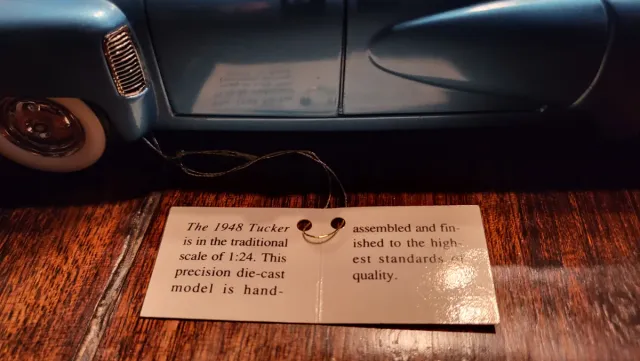 The 1948 Tucker
is in the traditional
scale of 1:24. This
precision die-cast
model is hand-
assembled and fin-
ished to the high-
est standards of
quality.